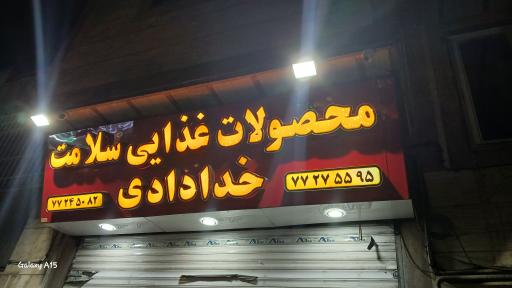 محصولات غذایی سلامت
خدادادی
۷۷۲۷۵۵۹۵
۷۷۲۴۵۰۸۲
Galaxy A15